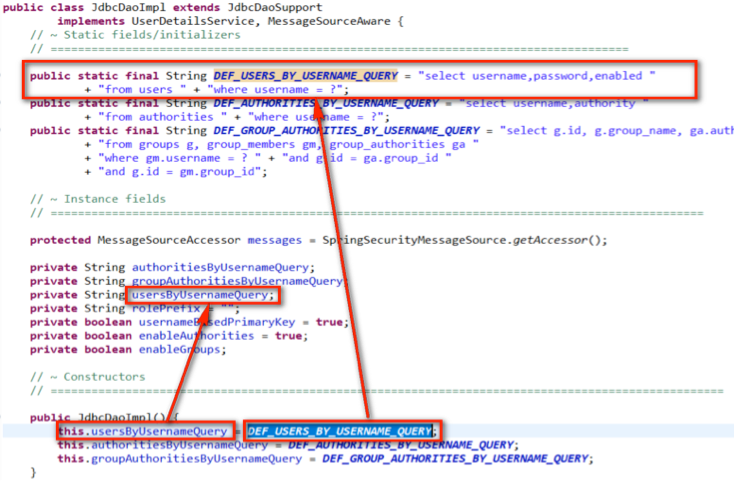 public class JdbcDaoImpl extends JdbcDaoSupport
implements UserDetailsService, MessageSourceAware {
// ~ Static fields/initializers
// =====================================================================================
public static final String DEF_USERS_BY_USERNAME_QUERY = "select username,password,enabled "
+ "from users " + "where username = ?";
public static final String DEF_AUTHORITIES_BY_USERNAME_QUERY = "select username,authority "
+ "from authorities " + "where username = ?";
public static final String DEF_GROUP_AUTHORITIES_BY_USERNAME_QUERY = "select g.id, g.group_name, ga.auth
+ "from groups g, group_members gm, group_authorities ga "
+ "where gm.username = ? " + "and g.id = ga.group_id "
+ "and g.id = gm.group_id";
// ~ Instance fields
// ================================================================================================
protected MessageSourceAccessor messages = SpringSecurityMessageSource.getAccessor();
private String authoritiesByUsernameQuery;
private String groupAuthoritiesByUsernameQuery
private String usersByUsernameQuery;
private String rolePrefix = "";
private boolean usernameBasedPrimaryKey = true;
private boolean enableAuthorities = true;
private boolean enableGroups;
// ~ Constructors
// ===================================================================================================
public JdbcDaoImpl() {
this.usersByUsernameQuery = DEF_USERS_BY_USERNAME_QUERY;
this.authoritiesByUsernameQuery = DEF_AUTHORITIES_BY_USERNAME_QUERY;
this.groupAuthoritiesByUsernameQuery = DEF_GROUP_AUTHORITIES_BY_USERNAME_QUERY;
}